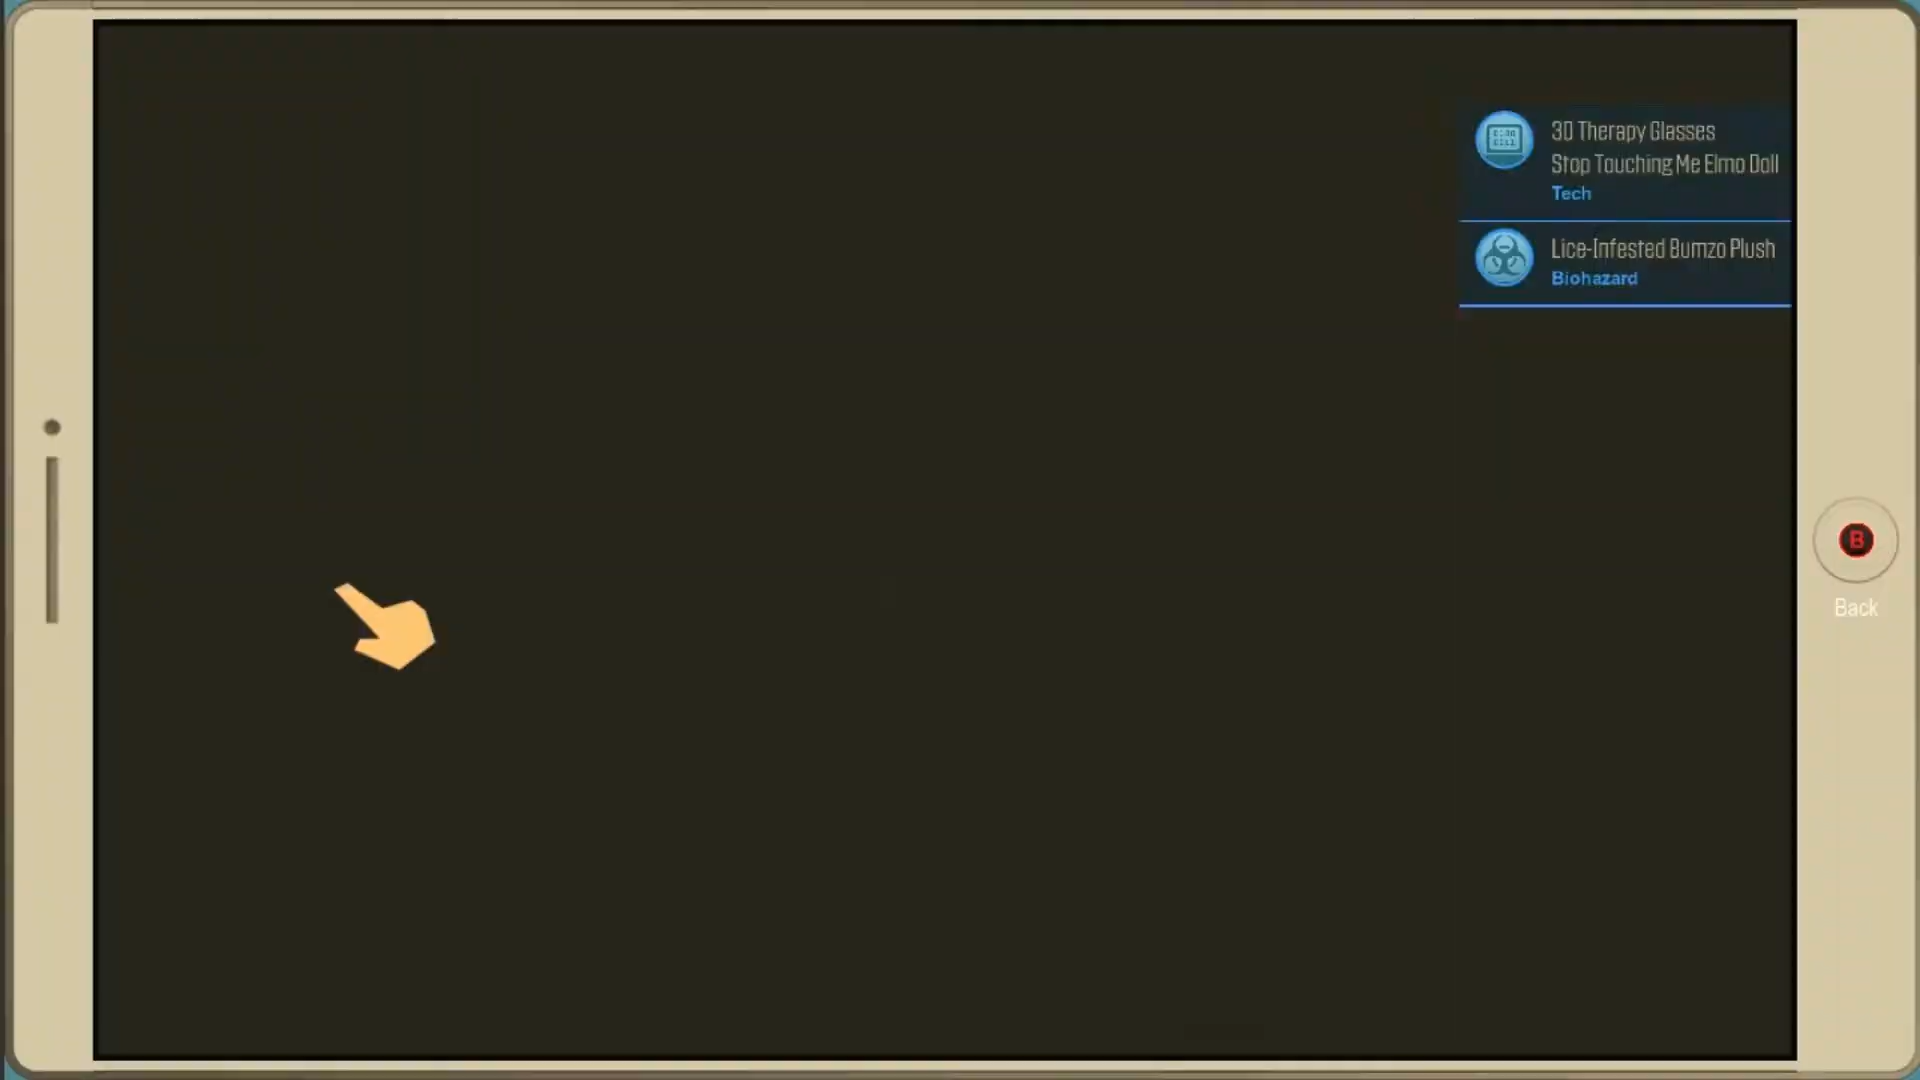 3D Therapy Glasses
Stop Touching Me Elmo Doll
Tech
Lice-Infested Bumzo Plush
Biohazard
B
Back